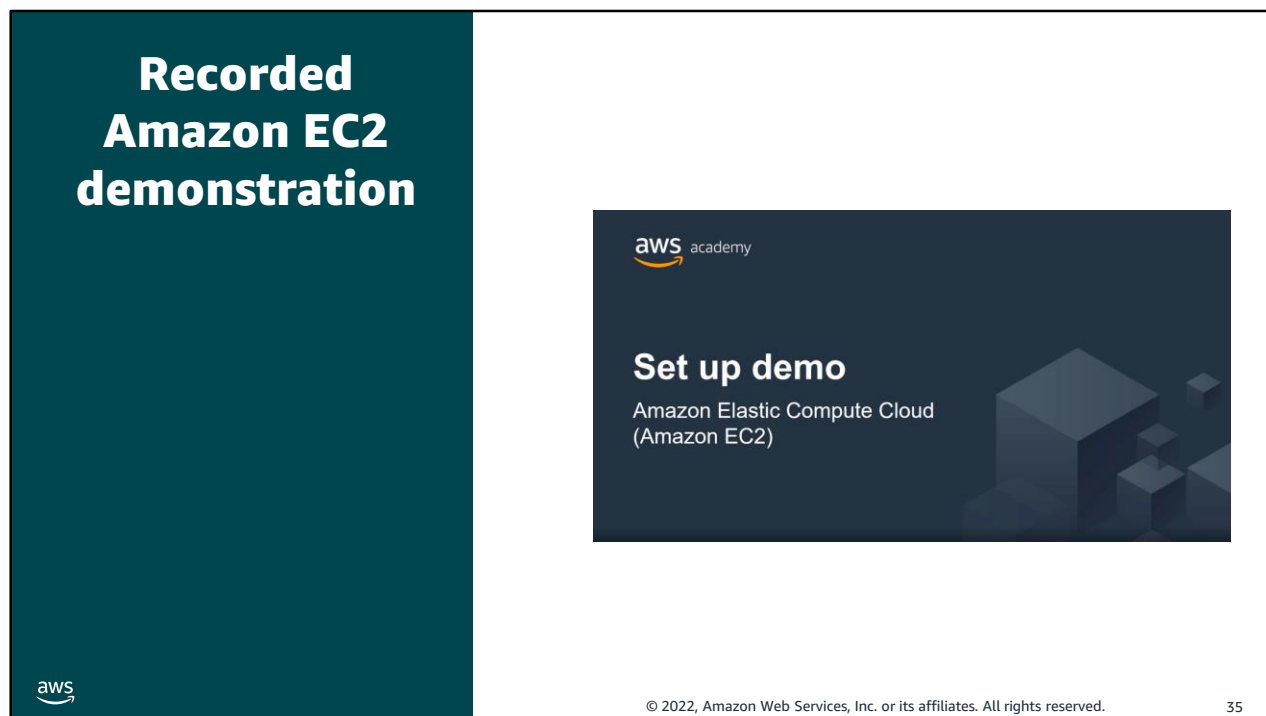 Recorded
Amazon EC2
demonstration
aws academy
Set up demo
Amazon Elastic Compute Cloud
(Amazon EC2)
aws
© 2022, Amazon Web Services, Inc. or its affiliates. All rights reserved.
35